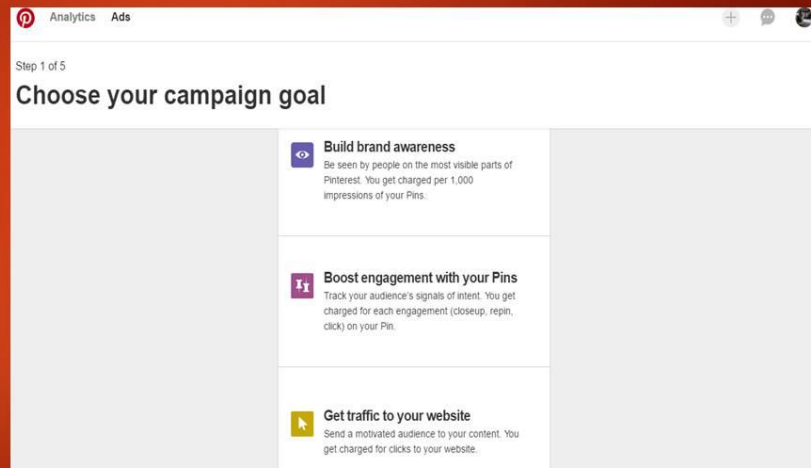 Analytics Ads
Step 1 of 5
Choose your campaign goal
Build brand awareness
Be seen by people on the most visible parts of
Pinterest. You get charged per 1,000
impressions of your Pins.
Boost engagement with your Pins
Track your audience's signals of intent. You get
charged for each engagement (closeup, repin,
click) on your Pin.
Get traffic to your website
Send a motivated audience to your content. You
get charged for clicks to your website.